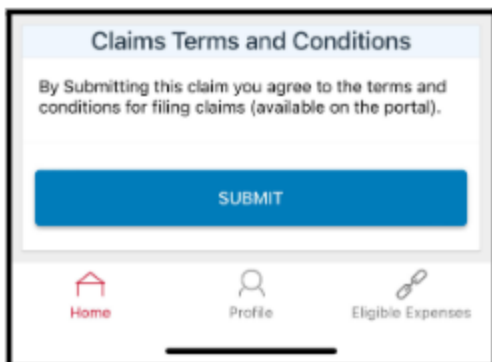 Claims Terms and Conditions
By Submitting this claim you agree to the terms and
conditions for filing claims (available on the portal).
SUBMIT
Home Profile Eligible Expenses